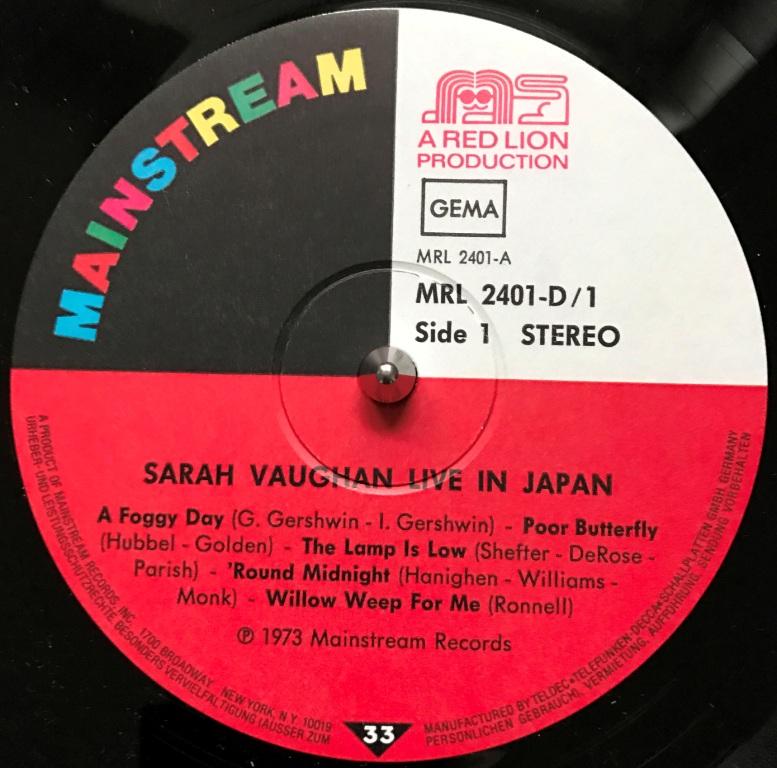 MAINSTREAM
A RED LION
PRODUCTION
GEMA
MRL 2401-A
MRL 2401-D/1
Side 1 STEREO
SARAH VAUGHAN LIVE IN JAPAN
A Foggy Day (G. Gershwin - I. Gershwin) - Poor Butterfly
(Hubbel - Golden) - The Lamp Is Low (Shefter - DeRose -
Parish) - 'Round Midnight (Hanighen - Williams -
Monk) - Willow Weep For Me (Ronnell)
℗ 1973 Mainstream Records
33
A PRODUCT OF MAINSTREAM RECORDS, INC. 1700 BROADWAY. NEW YORK, N.Y. 10019
MANUFACTURED BY TELDEC »TELEFUNKEN-DECCA« SCHALLPLATTEN GMBH, GERMANY
URHEBER- UND LEISTUNGSSCHUTZRECHTE BESONDERS VERVIELFÄLTIGUNG (AUSSER ZUM
PERSÖNLICHEN GEBRAUCH), VERMIETUNG, AUFFÜHRUNG, SENDUNG VORBEHALTEN